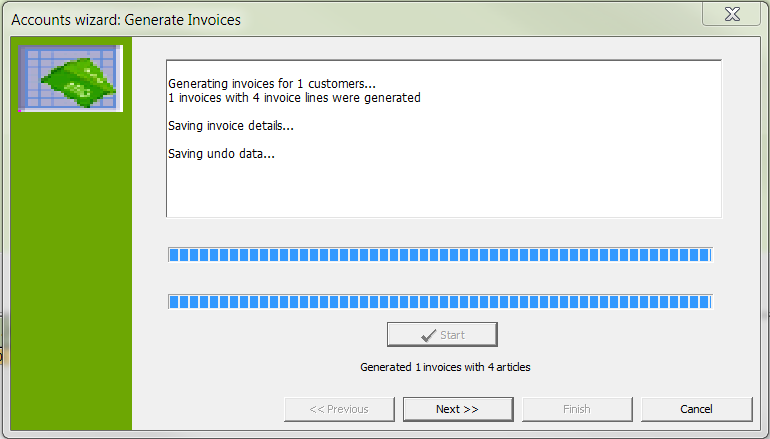 Accounts wizard: Generate Invoices
Generating invoices for 1 customers...
1 invoices with 4 invoice lines were generated
Saving invoice details...
Saving undo data...
Start
Generated 1 invoices with 4 articles
<< Previous
Next >>
Finish
Cancel